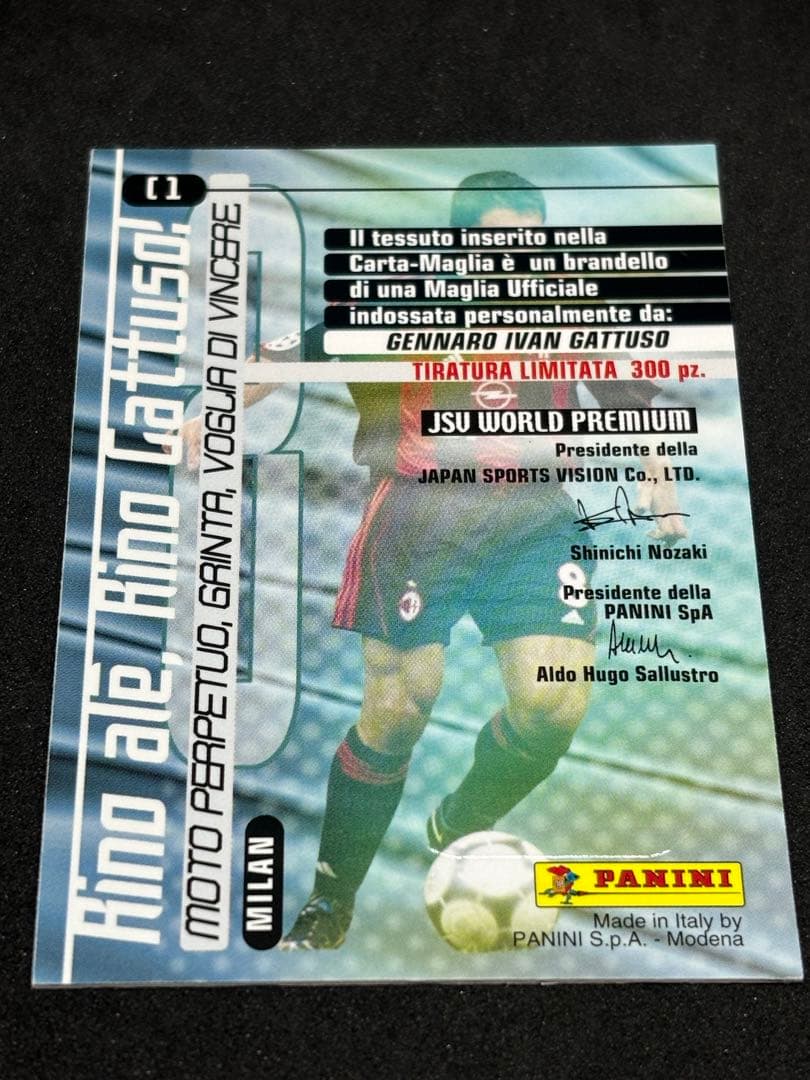 C1
Rino alè, Rino Gattuso!
MOTO PERPETUO, GRINTA, VOGLIA DI VINCERE
MILAN
Il tessuto inserito nella
Carta-Maglia è un brandello
di una Maglia Ufficiale
indossata personalmente da:
GENNARO IVAN GATTUSO
TIRATURA LIMITATA 300 pz.
JSV WORLD PREMIUM
Presidente della
JAPAN SPORTS VISION Co., LTD.
Shinichi Nozaki
Presidente della
PANINI SpA
Aldo Hugo Sallustro
8
PANINI
Made in Italy by
PANINI S.p.A. - Modena